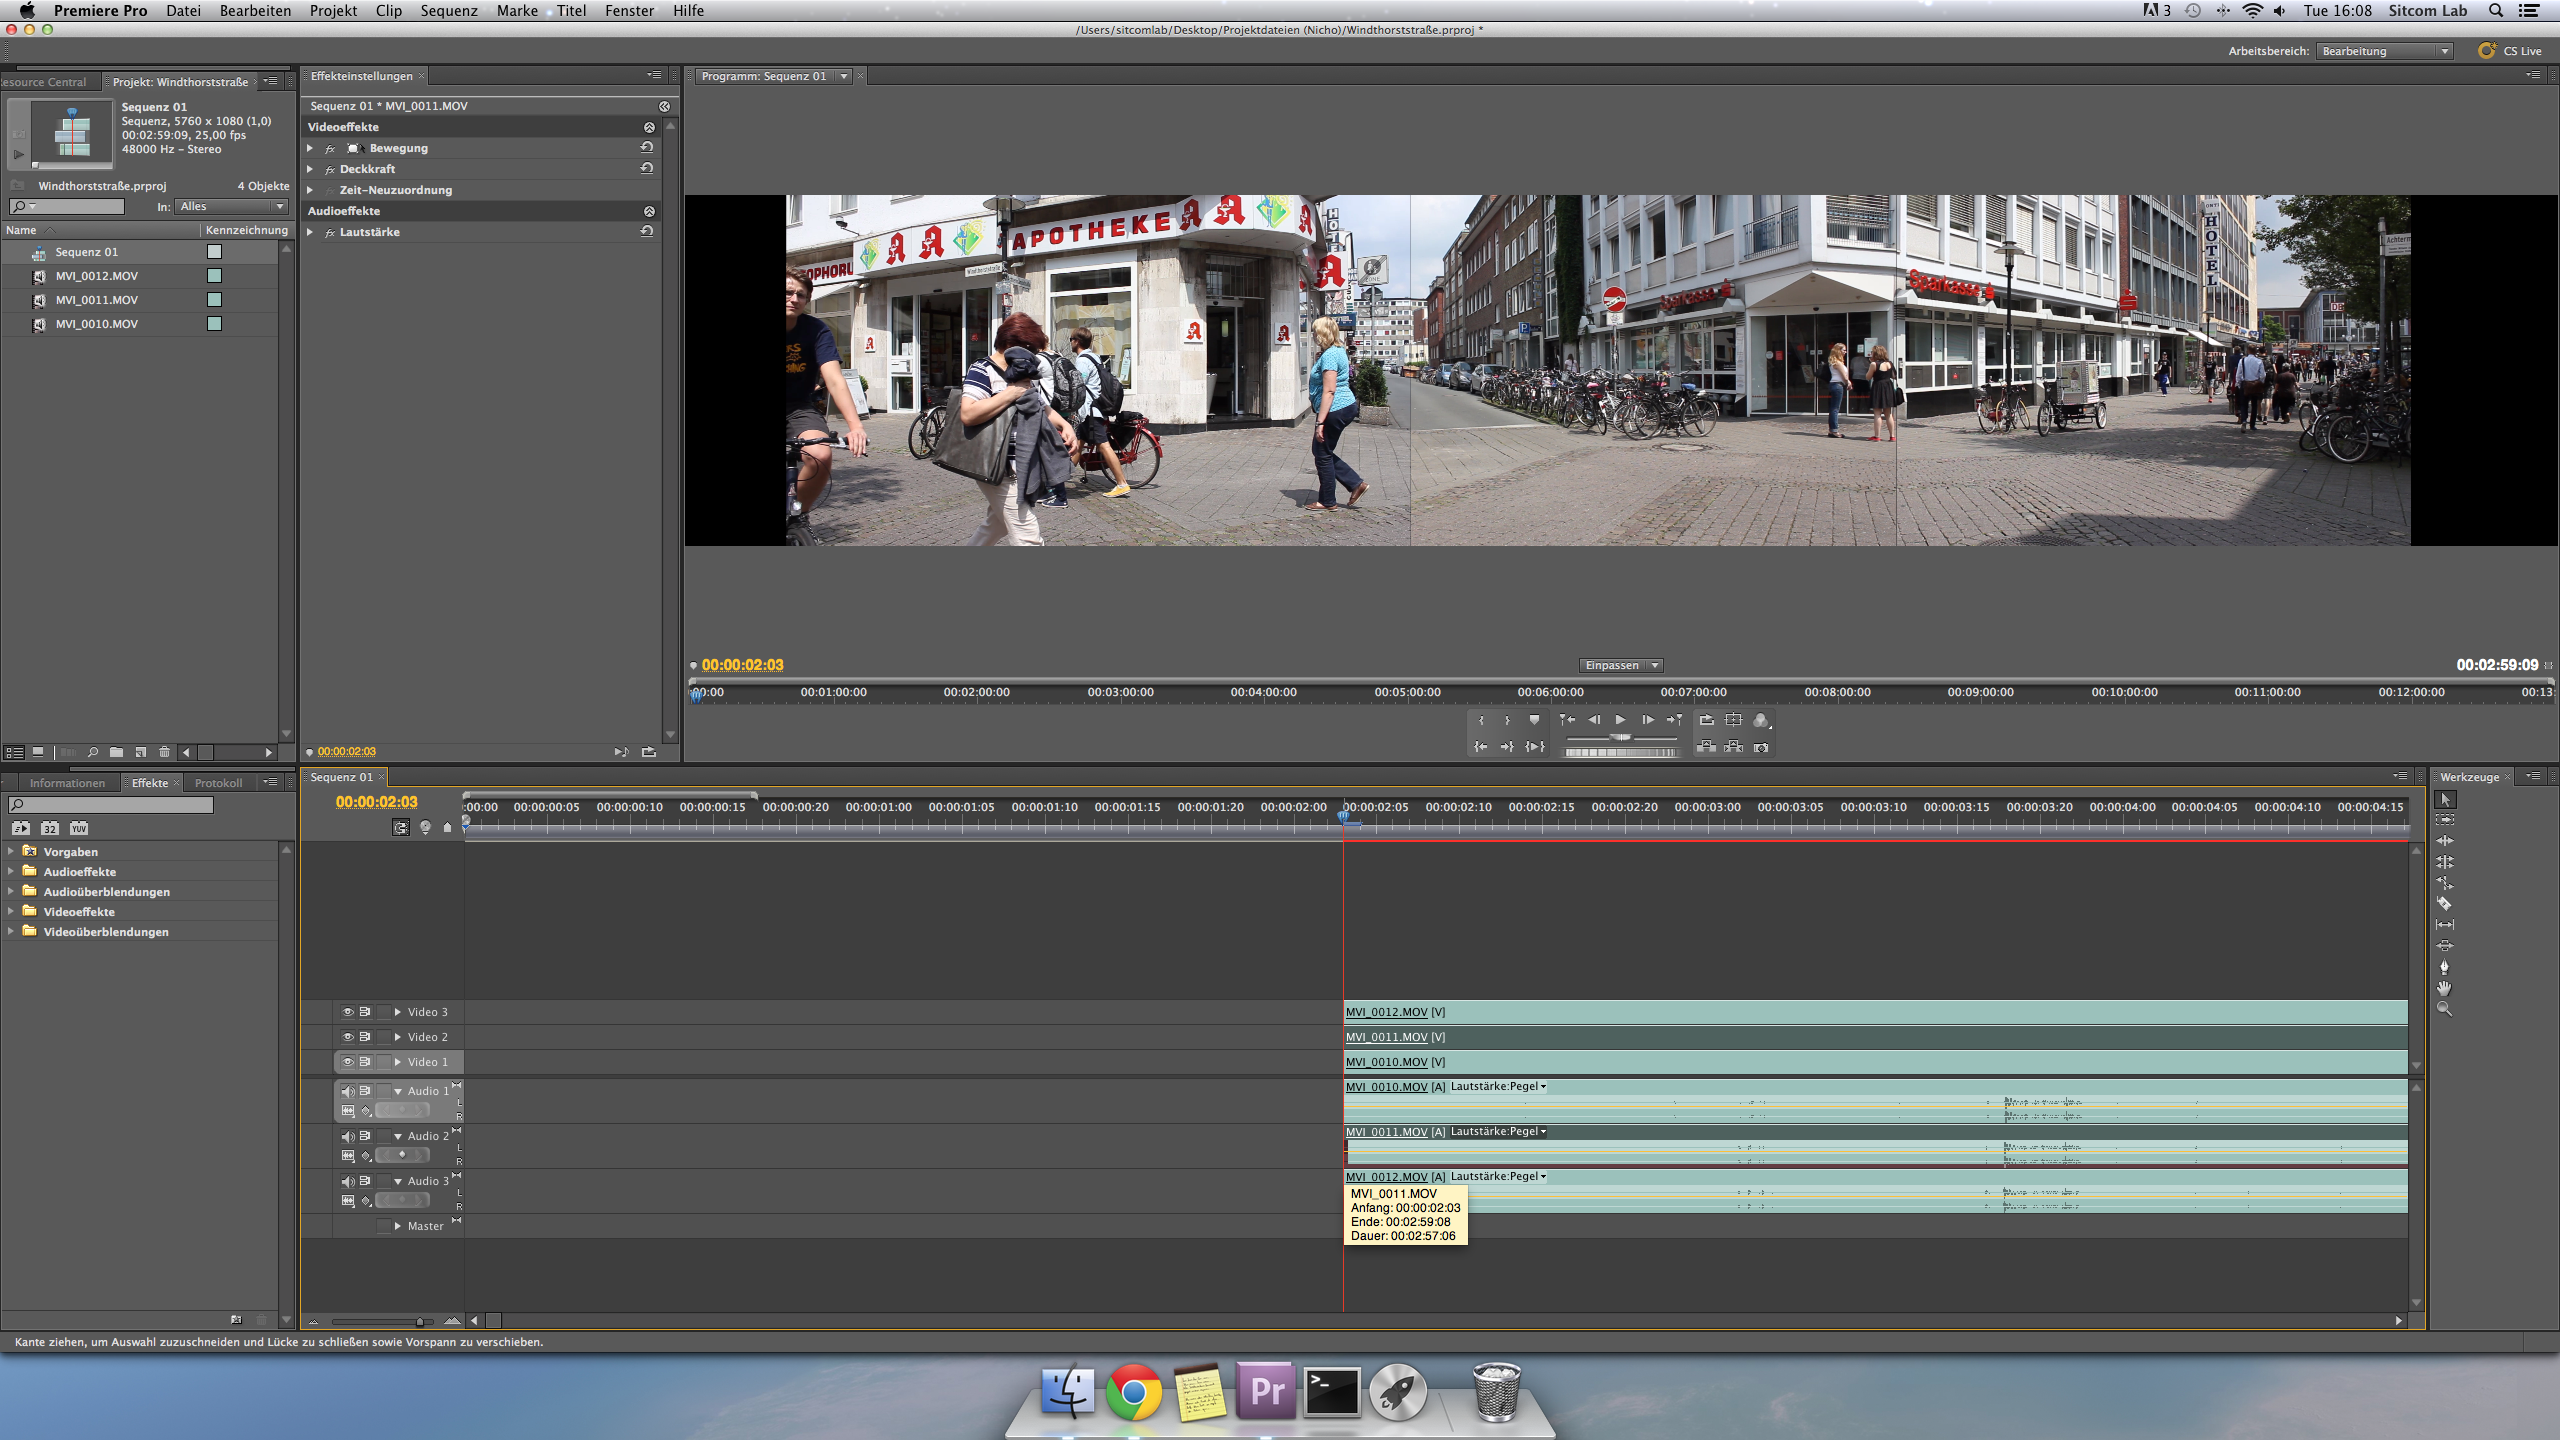 Premiere Pro Datei Bearbeiten Projekt Clip Sequenz Marke Titel Fenster Hilfe
3 Tue 16:08 Sitcom Lab
/Users/sitcomlab/Desktop/Projektdateien (Nicho)/Windthorststraße.prproj *
Arbeitsbereich: Bearbeitung CS Live
esource Central Projekt: Windthorststraße
Sequenz 01
Sequenz, 5760 x 1080 (1,0)
00:02:59:09, 25,00 fps
48000 Hz - Stereo
Windthorststraße.prproj 4 Objekte
In: Alles
Name Kennzeichnung
Sequenz 01
MVI_0012.MOV
MVI_0011.MOV
MVI_0010.MOV
Effekteinstellungen
Sequenz 01 * MVI_0011.MOV
Videoeffekte
fx Bewegung
fx Deckkraft
Zeit-Neuzuordnung
Audioeffekte
fx Lautstärke
00:00:02:03
Programm: Sequenz 01
OPHORU
A A
APOTHEKE
A A
Windthorststraße
A
A
A
A
ZONE
P
Sparkasse
Sparkasse
HOTEL
Achterm
00:00:02:03 Einpassen 00:02:59:09
00:00 00:01:00:00 00:02:00:00 00:03:00:00 00:04:00:00 00:05:00:00 00:06:00:00 00:07:00:00 00:08:00:00 00:09:00:00 00:10:00:00 00:11:00:00 00:12:00:00 00:13:
Informationen Effekte Protokoll
32 YUV
Vorgaben
Audioeffekte
Audioüberblendungen
Videoeffekte
Videoüberblendungen
Sequenz 01
00:00:02:03
:00:00 00:00:00:05 00:00:00:10 00:00:00:15 00:00:00:20 00:00:01:00 00:00:01:05 00:00:01:10 00:00:01:15 00:00:01:20 00:00:02:00 00:00:02:05 00:00:02:10 00:00:02:15 00:00:02:20 00:00:03:00 00:00:03:05 00:00:03:10 00:00:03:15 00:00:03:20 00:00:04:00 00:00:04:05 00:00:04:10 00:00:04:15
Video 3 MVI_0012.MOV [V]
Video 2 MVI_0011.MOV [V]
Video 1 MVI_0010.MOV [V]
Audio 1 L R MVI_0010.MOV [A] Lautstärke:Pegel
Audio 2 L R MVI_0011.MOV [A] Lautstärke:Pegel
Audio 3 L R MVI_0012.MOV [A] Lautstärke:Pegel
Master
MVI_0011.MOV
Anfang: 00:00:02:03
Ende: 00:02:59:08
Dauer: 00:02:57:06
Werkzeuge
Kante ziehen, um Auswahl zuzuschneiden und Lücke zu schließen sowie Vorspann zu verschieben.
Pr